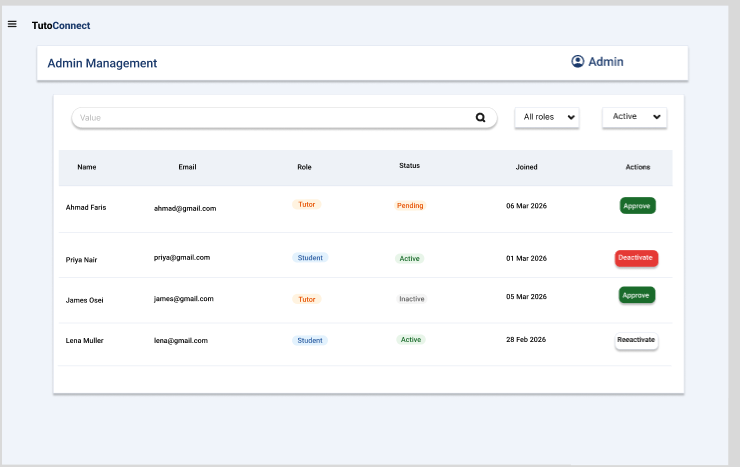 TutoConnect
Admin Management
Admin
Value
All roles
Active
Name Email Role Status Joined Actions
Ahmad Faris ahmad@gmail.com Tutor Pending 06 Mar 2026 Approve
Priya Nair priya@gmail.com Student Active 01 Mar 2026 Deactivate
James Osei james@gmail.com Tutor Inactive 05 Mar 2026 Approve
Lena Muller lena@gmail.com Student Active 28 Feb 2026 Reeactivate